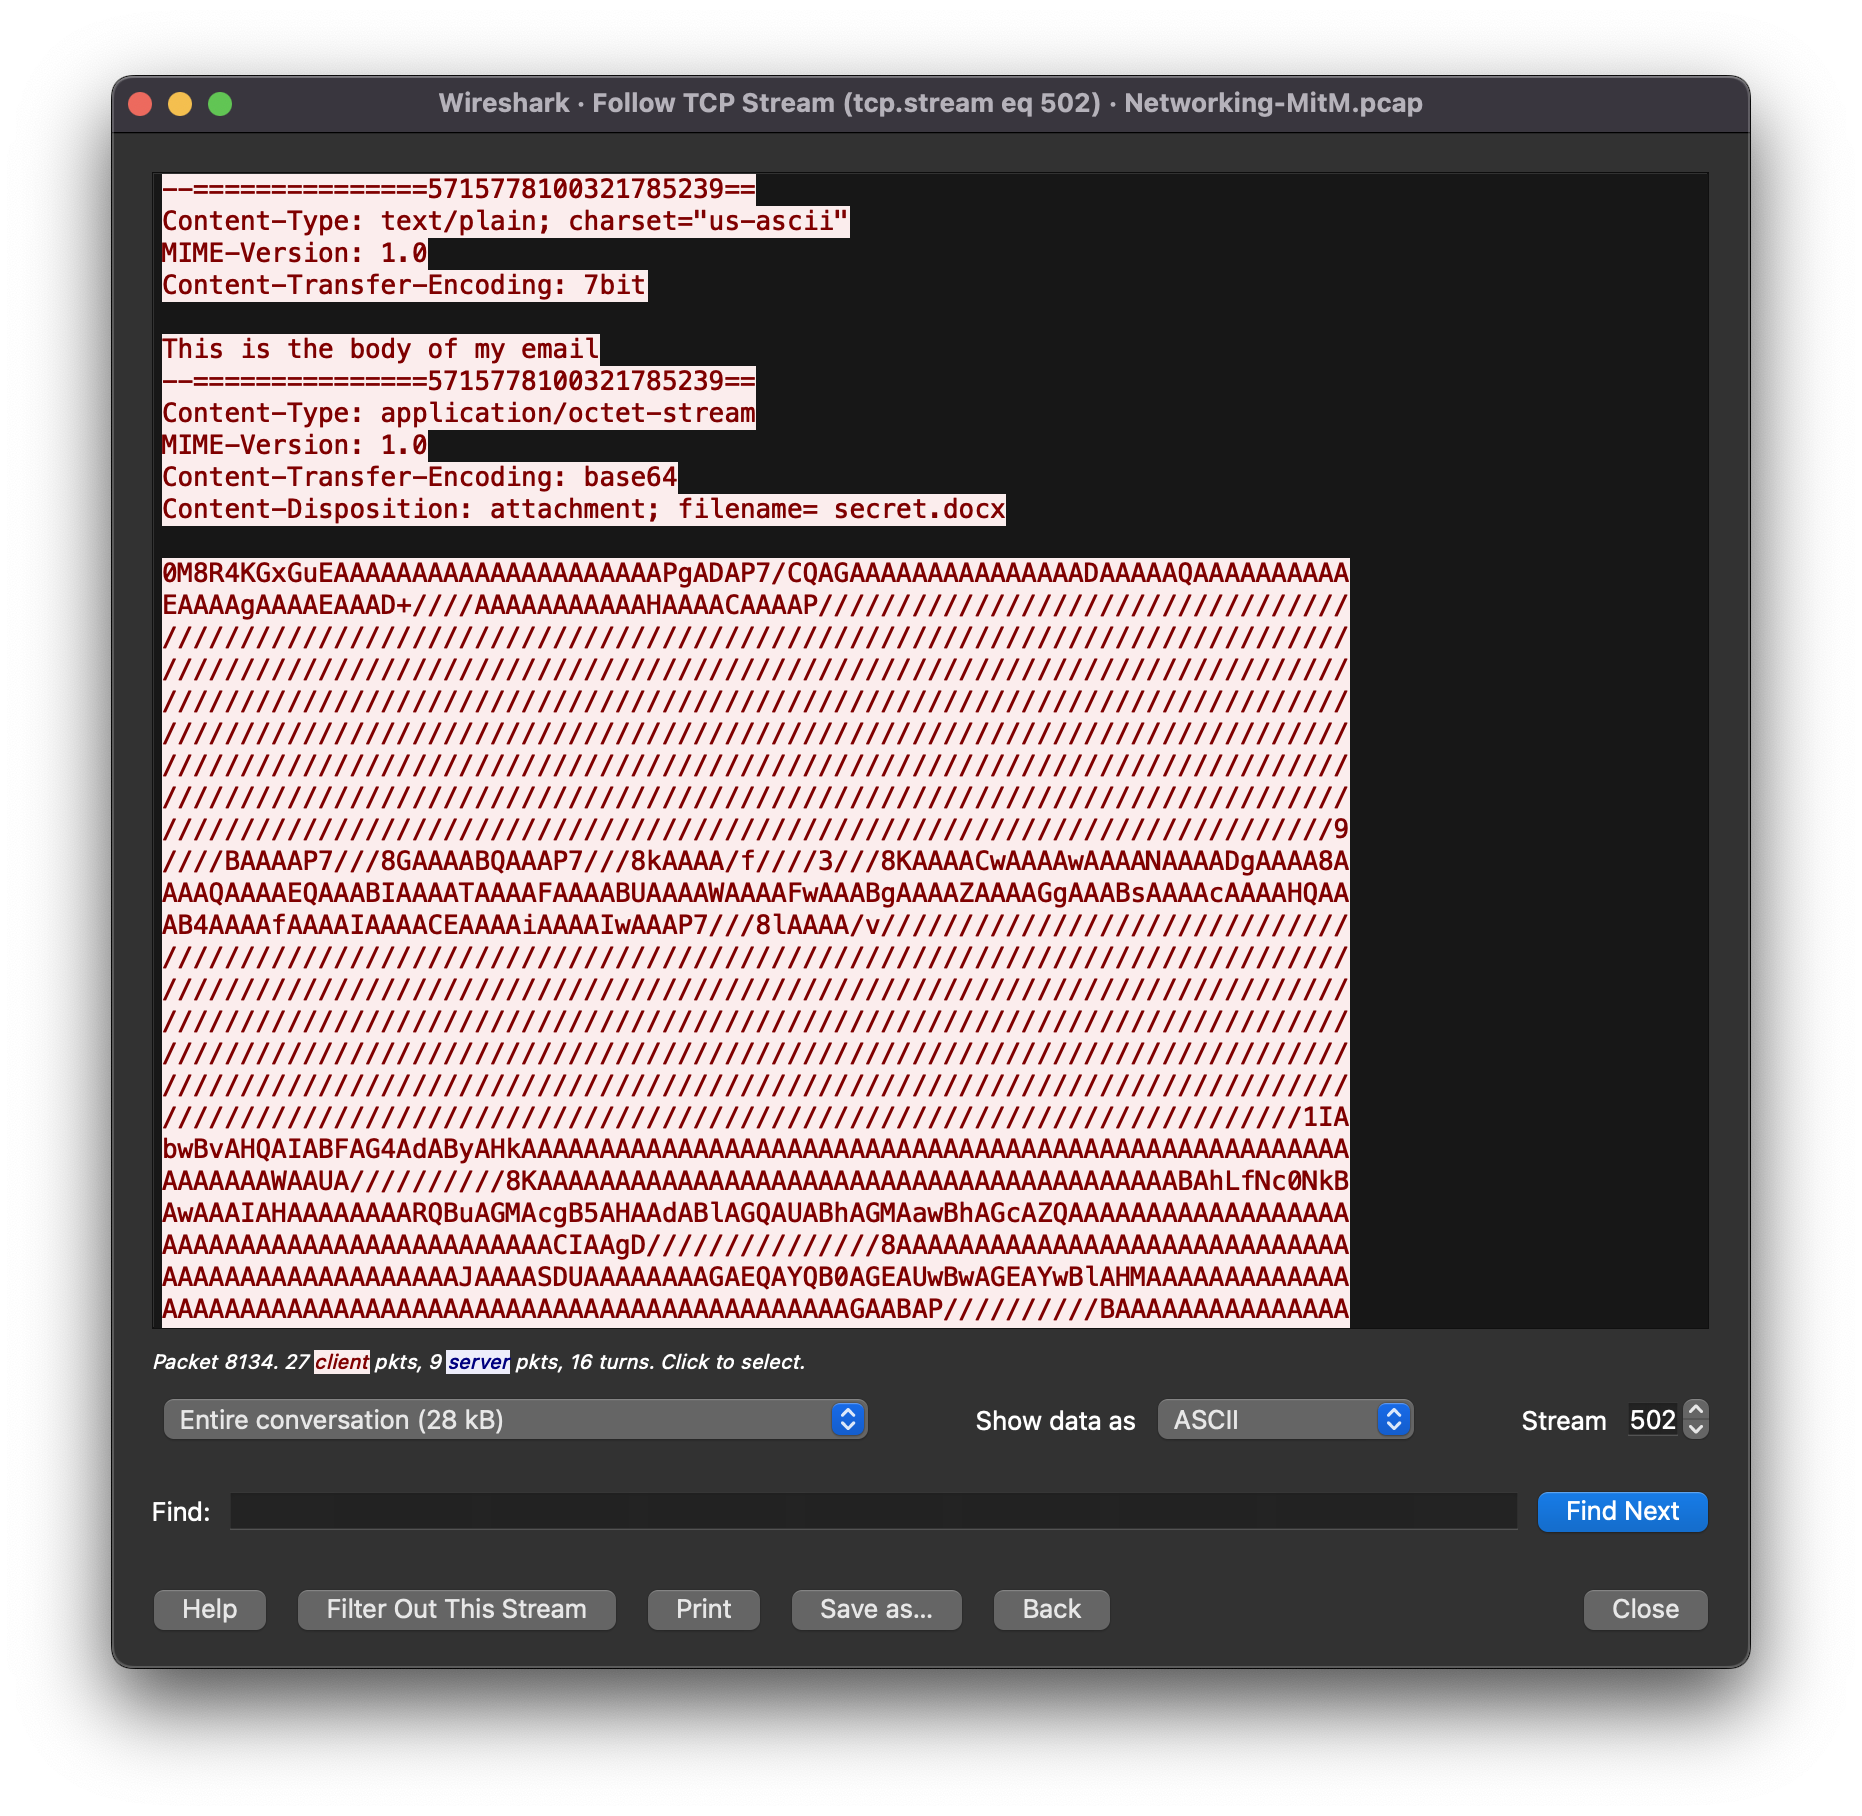 Wireshark · Follow TCP Stream (tcp.stream eq 502) · Networking-MitM.pcap
--===============5715778100321785239==
Content-Type: text/plain; charset="us-ascii"
MIME-Version: 1.0
Content-Transfer-Encoding: 7bit
This is the body of my email
--===============5715778100321785239==
Content-Type: application/octet-stream
MIME-Version: 1.0
Content-Transfer-Encoding: base64
Content-Disposition: attachment; filename= secret.docx
0M8R4KGxGuEAAAAAAAAAAAAAAAAAAAAAPgADAP7/CQAGAAAAAAAAAAAAAAADAAAAAQAAAAAAAAAA
EAAAAgAAAAEAAAD+////AAAAAAAAAAAHAAAACAAAAP//////////////////////////////////
////////////////////////////////////////////////////////////////////////////
////////////////////////////////////////////////////////////////////////////
////////////////////////////////////////////////////////////////////////////
////////////////////////////////////////////////////////////////////////////
////////////////////////////////////////////////////////////////////////////
////////////////////////////////////////////////////////////////////////////
///////////////////////////////////////////////////////////////////////////9
////BAAAAP7///8GAAAABQAAAP7///8kAAAA/f////3///8KAAAACwAAAAwAAAANAAAADgAAAA8A
AAAQAAAAEQAAABIAAAATAAAAFAAAABUAAAAWAAAAFwAAABgAAAAZAAAAGgAAABsAAAAcAAAAHQAA
AB4AAAAfAAAAIAAAACEAAAAiAAAAIwAAAP7///8lAAAA/v//////////////////////////////
////////////////////////////////////////////////////////////////////////////
////////////////////////////////////////////////////////////////////////////
////////////////////////////////////////////////////////////////////////////
////////////////////////////////////////////////////////////////////////////
////////////////////////////////////////////////////////////////////////////
/////////////////////////////////////////////////////////////////////////1IA
bwBvAHQAIABFAG4AdAByAHkAAAAAAAAAAAAAAAAAAAAAAAAAAAAAAAAAAAAAAAAAAAAAAAAAAAAA
AAAAAAAWAAUA//////////8KAAAAAAAAAAAAAAAAAAAAAAAAAAAAAAAAAAAAAAAAABAhLfNc0NkB
AwAAAIAHAAAAAAAARQBuAGMAcgB5AHAAdABlAGQAUABhAGMAawBhAGcAZQAAAAAAAAAAAAAAAAAA
AAAAAAAAAAAAAAAAAAAAAAAAACIAAgD///////////////8AAAAAAAAAAAAAAAAAAAAAAAAAAAAA
AAAAAAAAAAAAAAAAAAAJAAAASDUAAAAAAAAGAEQAYQB0AGEAUwBwAGEAYwBlAHMAAAAAAAAAAAAA
AAAAAAAAAAAAAAAAAAAAAAAAAAAAAAAAAAAAAAAAAAAAGAABAP//////////BAAAAAAAAAAAAAAA
Packet 8134. 27 client pkts, 9 server pkts, 16 turns. Click to select.
Entire conversation (28 kB) Show data as ASCII Stream 502
Find: Find Next
Help Filter Out This Stream Print Save as... Back Close